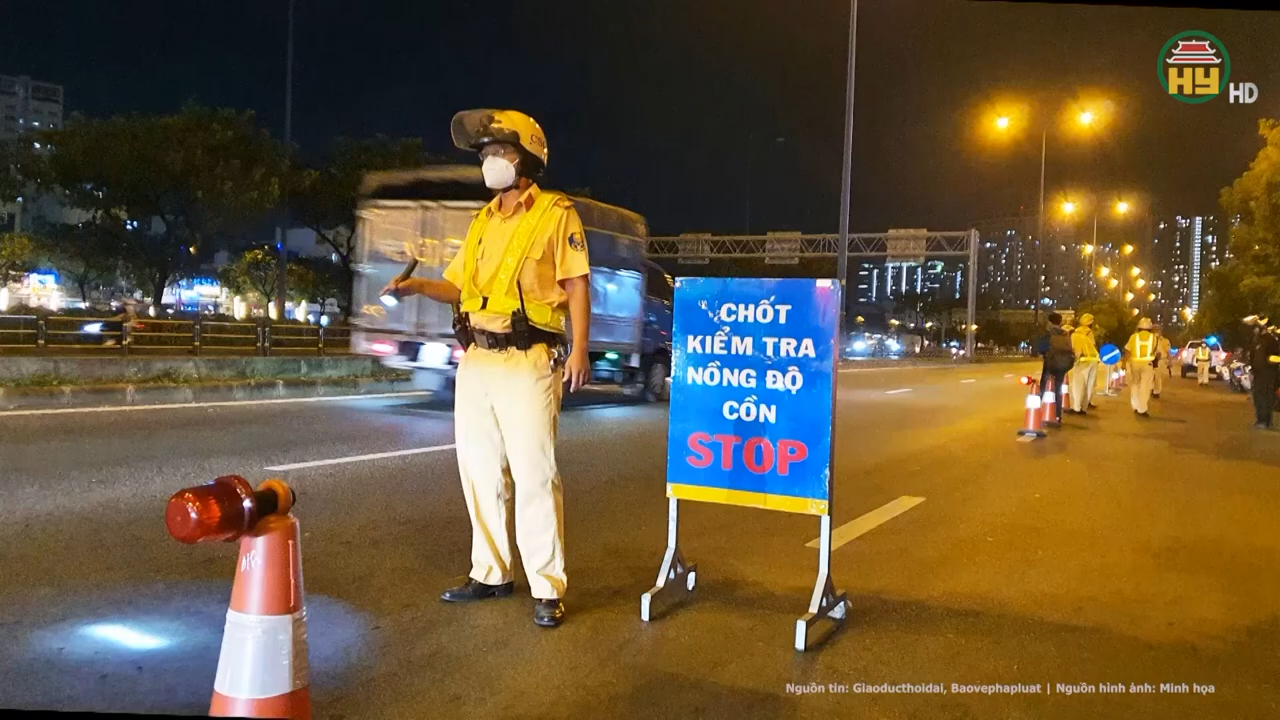 HY HD
CHỐT
KIỂM TRA
NỒNG ĐỘ
CỒN
STOP
Nguồn tin: Giaoducthoidai, Baovephapluat | Nguồn hình ảnh: Minh họa